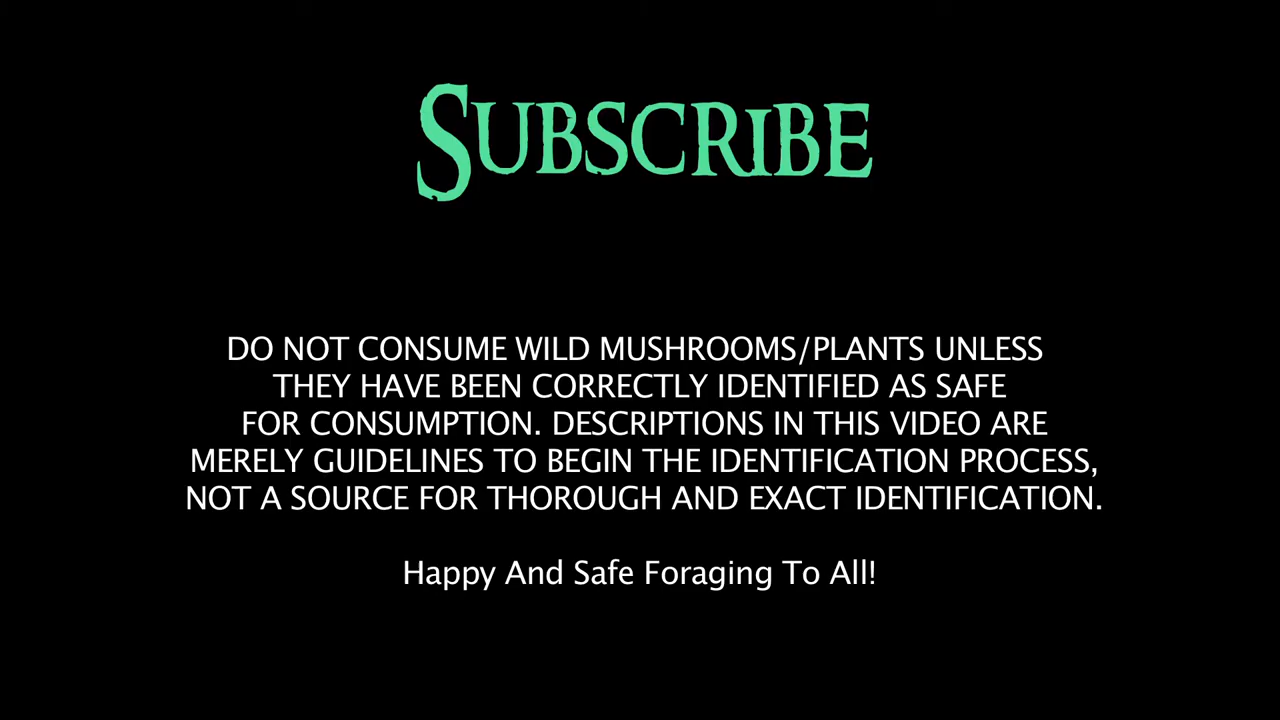 SUBSCRIBE
DO NOT CONSUME WILD MUSHROOMS/PLANTS UNLESS
THEY HAVE BEEN CORRECTLY IDENTIFIED AS SAFE
FOR CONSUMPTION. DESCRIPTIONS IN THIS VIDEO ARE
MERELY GUIDELINES TO BEGIN THE IDENTIFICATION PROCESS,
NOT A SOURCE FOR THOROUGH AND EXACT IDENTIFICATION.
Happy And Safe Foraging To All!